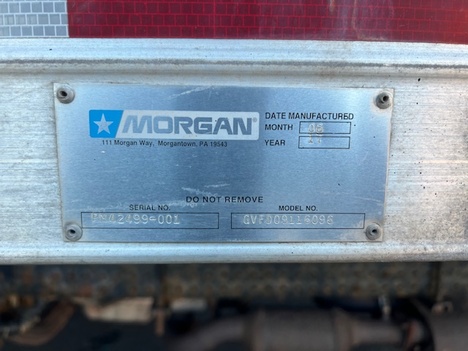 MORGAN
DATE MANUFACTURED
MONTH
YEAR
111 Morgan Way, Morgantown, PA 19543
DO NOT REMOVE
SERIAL NO.
MODEL NO.